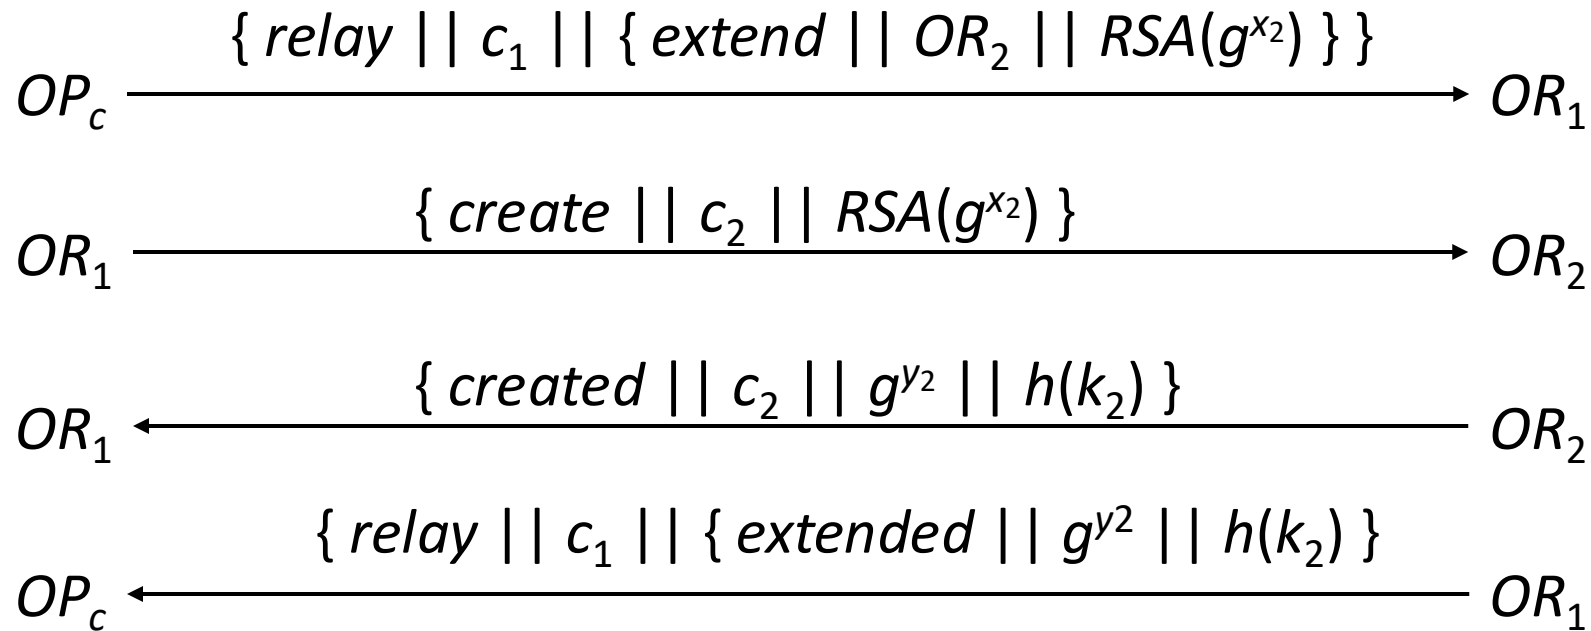 { relay || c₁ || { extend || OR₂ || RSA(gˣ²) } }
OPc OR₁
{ create || c₂ || RSA(gˣ²) }
OR₁ OR₂
{ created || c₂ || gʸ² || h(k₂) }
OR₁ OR₂
{ relay || c₁ || { extended || gʸ² || h(k₂) }
OPc OR₁